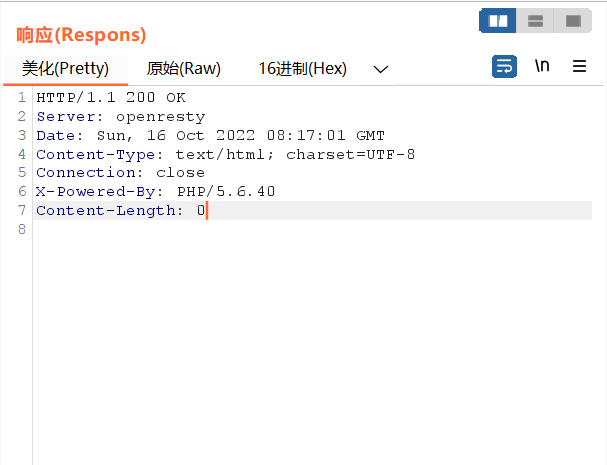 响应(Respons)
美化(Pretty) 原始(Raw) 16进制(Hex) \n
1 HTTP/1.1 200 OK
2 Server: openresty
3 Date: Sun, 16 Oct 2022 08:17:01 GMT
4 Content-Type: text/html; charset=UTF-8
5 Connection: close
6 X-Powered-By: PHP/5.6.40
7 Content-Length: 0
8